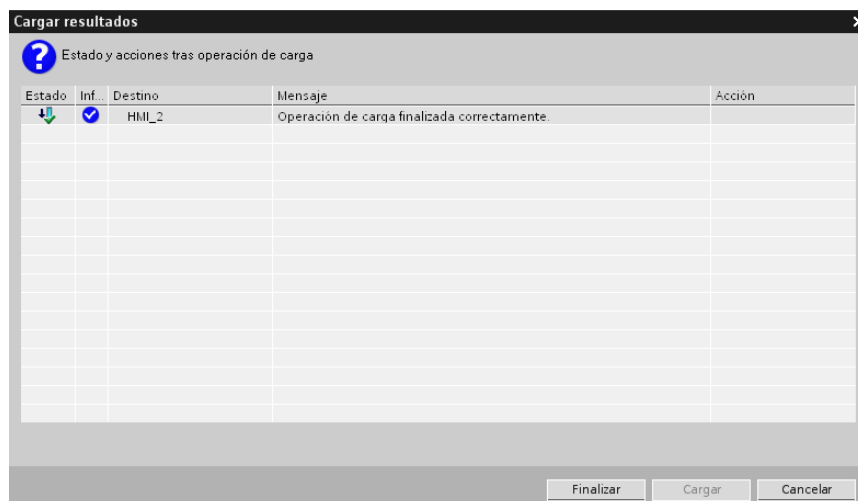 Cargar resultados
Estado y acciones tras operación de carga
Estado Inf... Destino Mensaje Acción
HMI_2 Operación de carga finalizada correctamente.
Finalizar Cargar Cancelar